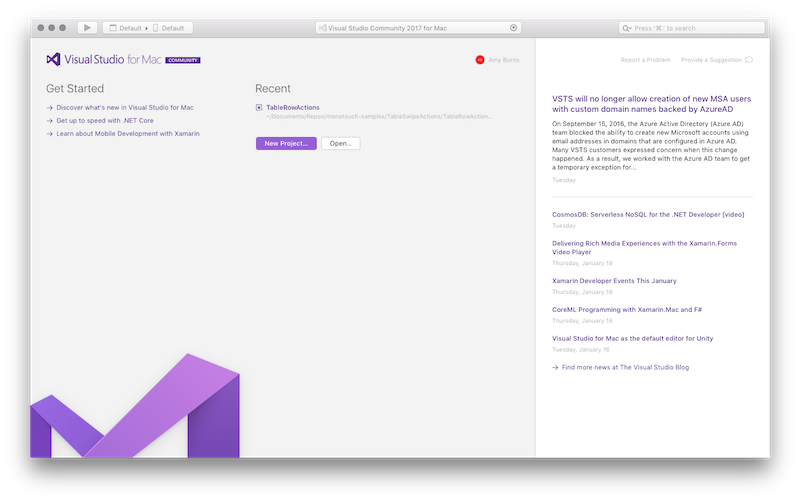 Default
Default
Visual Studio Community 2017 for Mac
Press '⌘.' to search
Visual Studio for Mac COMMUNITY
Amy Burns
Report a Problem
Provide a Suggestion
Get Started
Discover what's new in Visual Studio for Mac
Get up to speed with .NET Core
Learn about Mobile Development with Xamarin
Recent
TableRowActions
~/Documents/Repos/monotouch-samples/TableSwipeActions/TableRowAction...
New Project...
Open...
VSTS will no longer allow creation of new MSA users
with custom domain names backed by AzureAD
On September 15, 2016, the Azure Active Directory (Azure AD)
team blocked the ability to create new Microsoft accounts using
email addresses in domains that are configured in Azure AD.
Many VSTS customers expressed concern when this change
happened. As a result, we worked with the Azure AD team to get
a temporary exception for...
Tuesday
CosmosDB: Serverless NoSQL for the .NET Developer [video]
Tuesday
Delivering Rich Media Experiences with the Xamarin.Forms
Video Player
Thursday, January 18
Xamarin Developer Events This January
Thursday, January 18
CoreML Programming with Xamarin.Mac and F#
Thursday, January 18
Visual Studio for Mac as the default editor for Unity
Tuesday, January 16
Find more news at The Visual Studio Blog